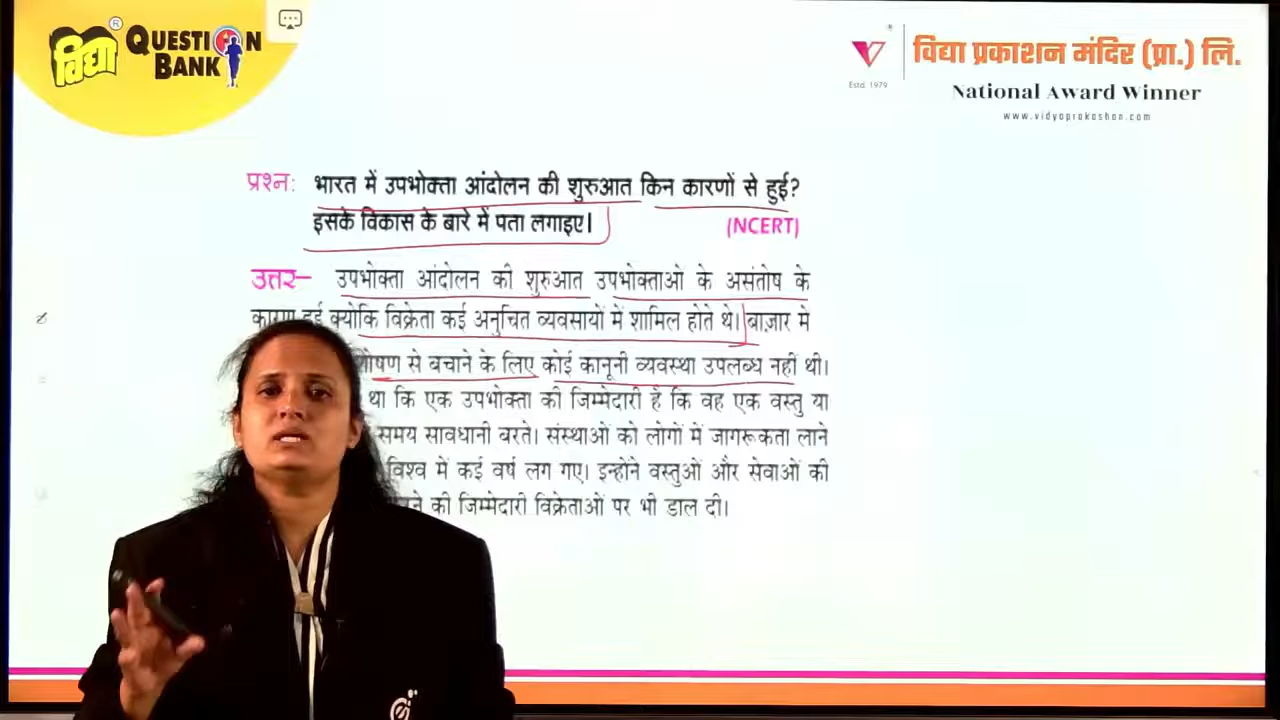 विद्या
QUESTION
BANK
Estd. 1979
विद्या प्रकाशन मंदिर (प्रा.) लि.
National Award Winner
www.vidyaprakashan.com
प्रश्न: भारत में उपभोक्ता आंदोलन की शुरुआत किन कारणों से हुई?
इसके विकास के बारे में पता लगाइए।
(NCERT)
उत्तर– उपभोक्ता आंदोलन की शुरुआत उपभोक्ताओ के असंतोष के
कारण हुई क्योकि विक्रेता कई अनुचित व्यवसायों में शामिल होते थे। बाज़ार मे
से बचाने के लिए कोई कानूनी व्यवस्था उपलब्ध नहीं थी।
था कि एक उपभोक्ता की जिम्मेदारी है कि वह एक वस्तु या
समय सावधानी बरते। संस्थाओं को लोगों में जागरूकता लाने
विश्व में कई वर्ष लग गए। इन्होने वस्तुओं और सेवाओं की
की जिम्मेदारी विक्रेताओं पर भी डाल दी।